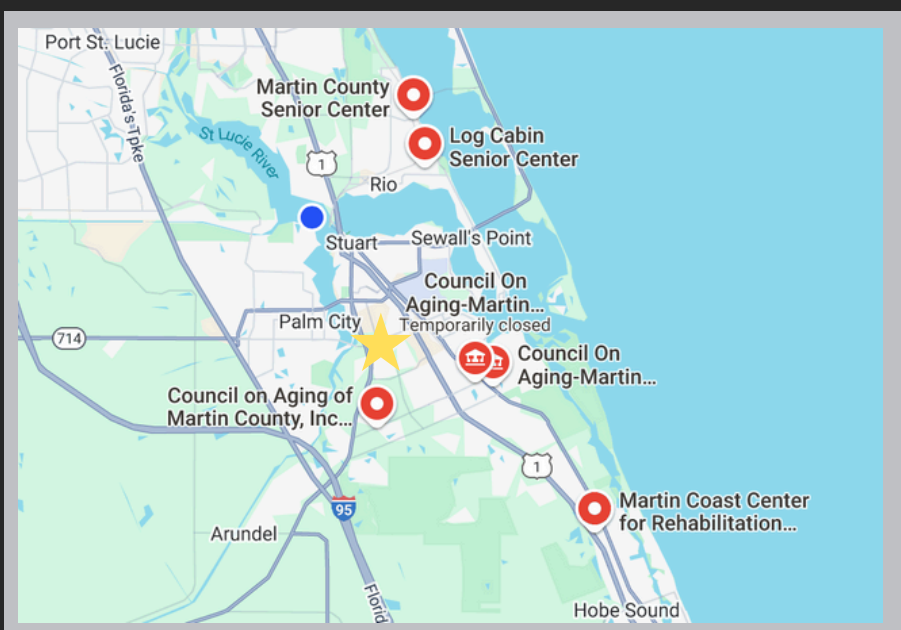 Port St. Lucie
Florida's Tpke
Martin County
Senior Center
St Lucie River
Log Cabin
Senior Center
1
Rio
Stuart
Sewall's Point
Council On
Aging-Martin...
Temporarily closed
Palm City
714
Council On
Aging-Martin...
Council on Aging of
Martin County, Inc...
1
95
Martin Coast Center
for Rehabilitation...
Arundel
Florid
Hobe Sound